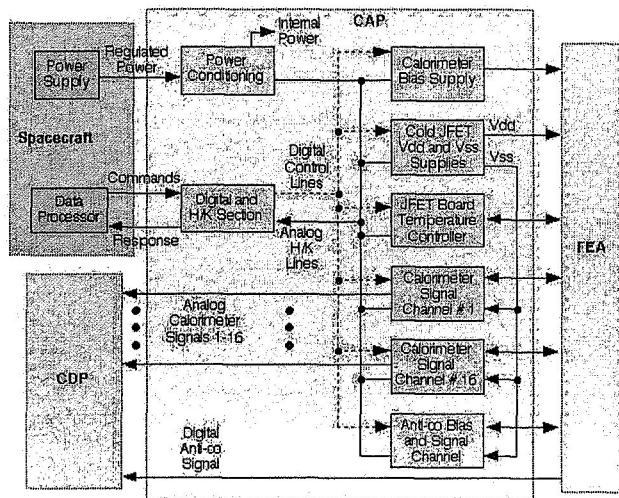 CAP
Internal
Power
Power
Supply
Regulated
Power
Power
Conditioning
Calorimeter
Bias Supply
Spacecraft
Cold JFET
Vdd and Vss
Supplies
Vdd
Vss
Digital
Control
Lines
Commands
Data
Processor
Digital and
H/K Section
Response
Analog
H/K
Lines
JFET Board
Temperature
Controller
FEA
Calorimeter
Signal
Channel # 1
Analog
Calorimeter
Signals 1-16
CDP
Calorimeter
Signal
Channel # 16
Digital
Anti-co
Signal
Anti-co Bias
and Signal
Channel